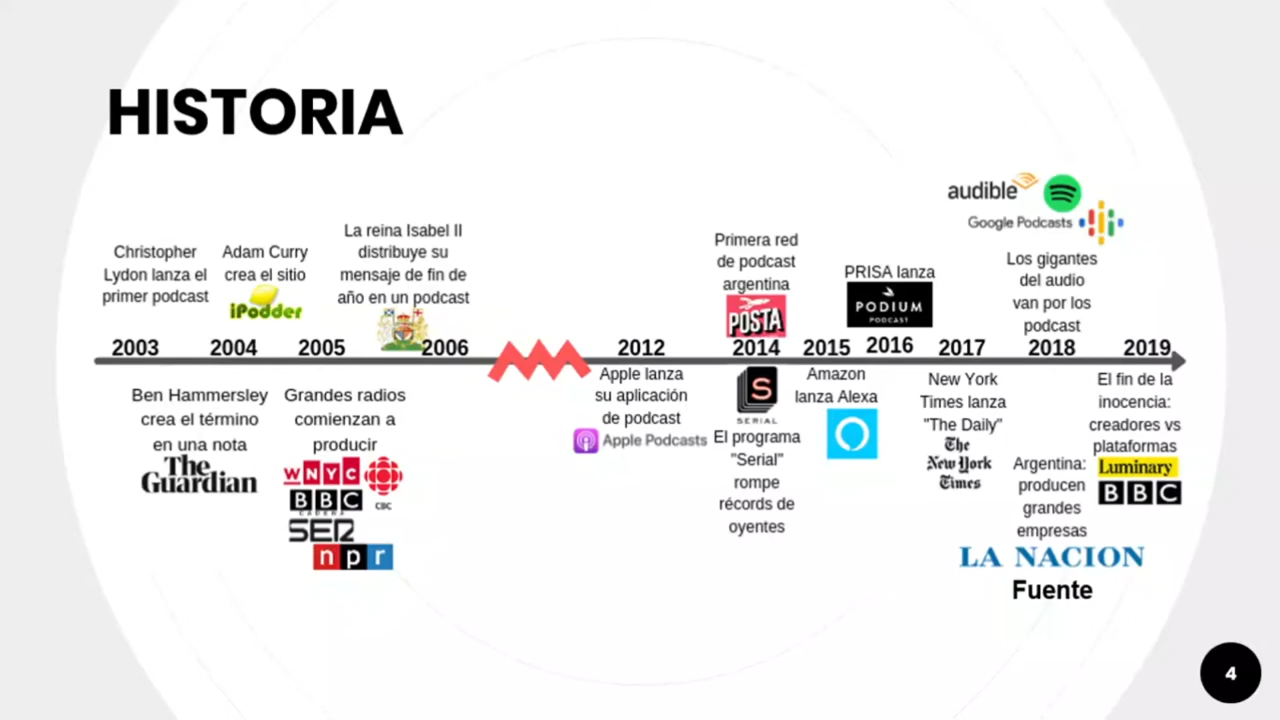 HISTORIA
audible
Google Podcasts
Christopher
Lydon lanza el
primer podcast
Adam Curry
crea el sitio
iPodder
La reina Isabel II
distribuye su
mensaje de fin de
año en un podcast
Primera red
de podcast
argentina
POSTA
PRISA lanza
PODIUM
PODCAST
Los gigantes
del audio
van por los
podcast
2003 2004 2005 2006 2012 2014 2015 2016 2017 2018 2019
Ben Hammersley
crea el término
en una nota
The
Guardian
Grandes radios
comienzan a
producir
WNYC
CBC
BBC
CADENA
SER
npr
Apple lanza
su aplicación
de podcast
Apple Podcasts
S
SERIAL
El programa
"Serial"
rompe
récords de
oyentes
Amazon
lanza Alexa
New York
Times lanza
"The Daily"
The
New York
Times
Argentina:
producen
grandes
empresas
LA NACION
Fuente
El fin de la
inocencia:
creadores vs
plataformas
Luminary
BBC
4